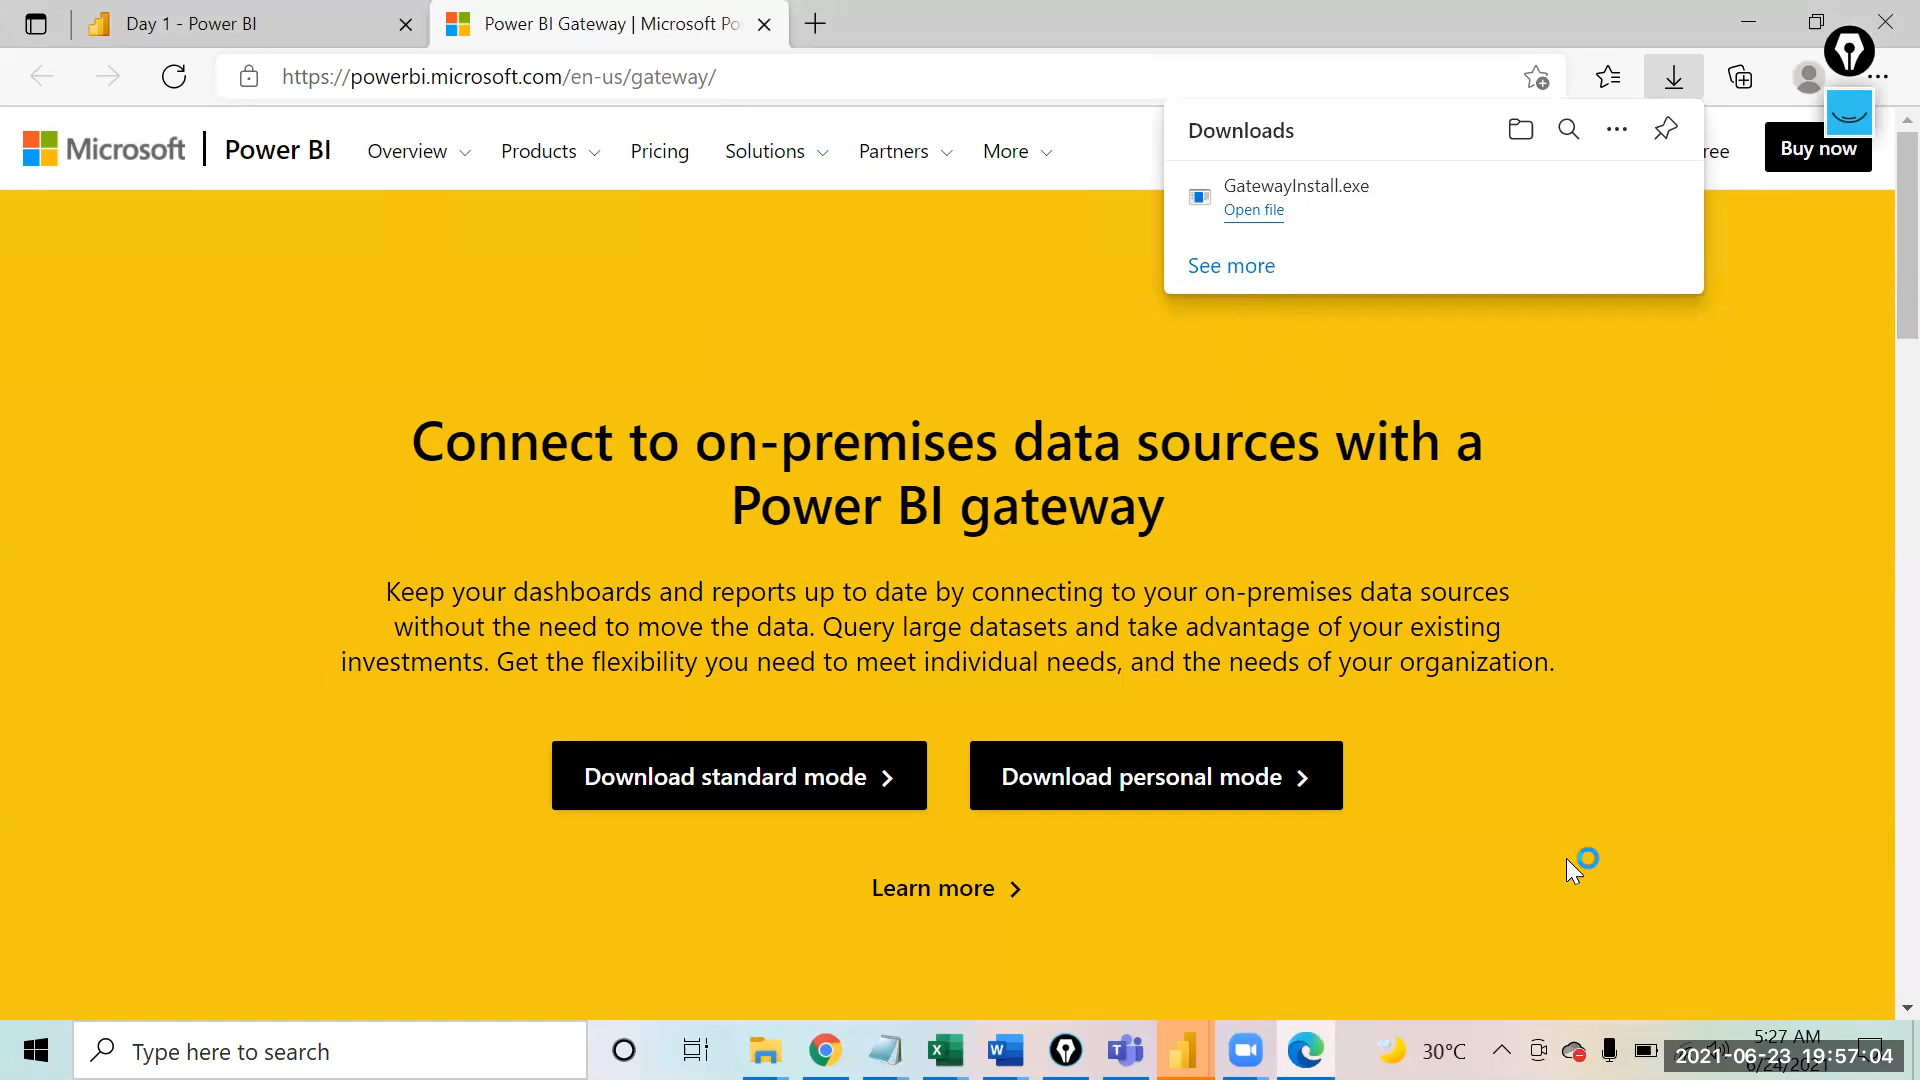 Day 1 - Power BI
Power BI Gateway | Microsoft Po
https://powerbi.microsoft.com/en-us/gateway/
Microsoft
Power BI
Overview
Products
Pricing
Solutions
Partners
More
ree
Buy now
Downloads
GatewayInstall.exe
Open file
See more
Connect to on-premises data sources with a
Power BI gateway
Keep your dashboards and reports up to date by connecting to your on-premises data sources
without the need to move the data. Query large datasets and take advantage of your existing
investments. Get the flexibility you need to meet individual needs, and the needs of your organization.
Download standard mode
Download personal mode
Learn more
Type here to search
30°C
5:27 AM
2021-06-23 19:57:04